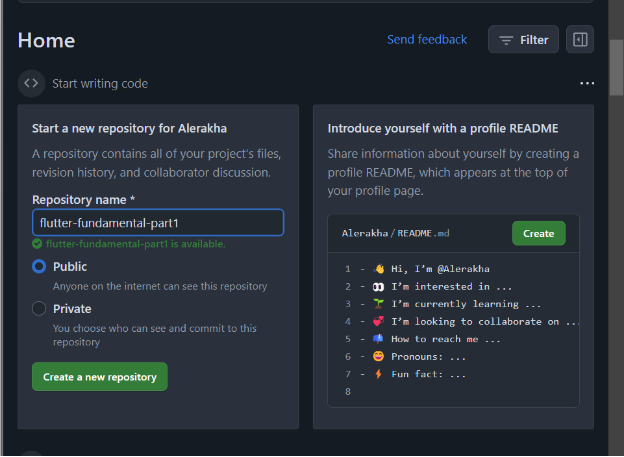 Home
Send feedback
Filter
Start writing code
Start a new repository for Alerakha
A repository contains all of your project's files,
revision history, and collaborator discussion.
Repository name *
flutter-fundamental-part1
flutter-fundamental-part1 is available.
Public
Anyone on the internet can see this repository
Private
You choose who can see and commit to this
repository
Create a new repository
Introduce yourself with a profile README
Share information about yourself by creating a
profile README, which appears at the top of
your profile page.
Alerakha / README.md
Create
1 - 👋 Hi, I'm @Alerakha
2 - 👀 I'm interested in ...
3 - 🌱 I'm currently learning ...
4 - 💞️ I'm looking to collaborate on ...
5 - 📫 How to reach me ...
6 - 😄 Pronouns: ...
7 - ⚡ Fun fact: ...
8